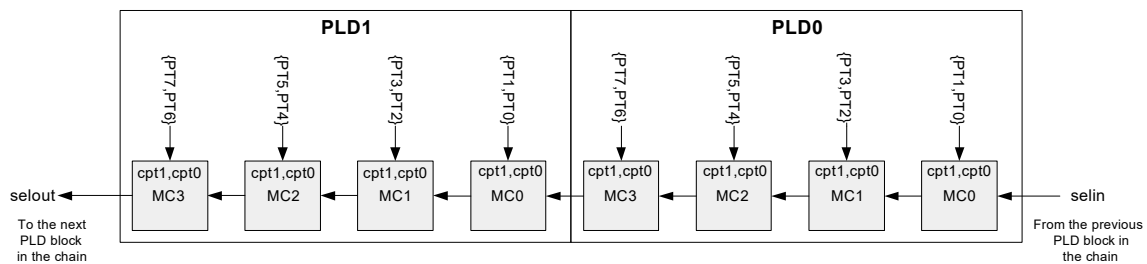 PLD1
PLD0
{PT7,PT6}
{PT5,PT4}
{PT3,PT2}
{PT1,PT0}
{PT7,PT6}
{PT5,PT4}
{PT3,PT2}
{PT1,PT0}
cpt1,cpt0
MC3
cpt1,cpt0
MC2
cpt1,cpt0
MC1
cpt1,cpt0
MC0
cpt1,cpt0
MC3
cpt1,cpt0
MC2
cpt1,cpt0
MC1
cpt1,cpt0
MC0
selout
To the next
PLD block
in the chain
selin
From the previous
PLD block in
the chain